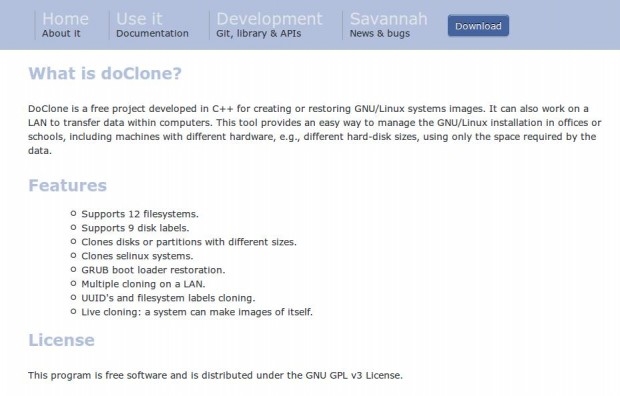 Home Use it Development Savannah
About it Documentation Git, library & APIs News & bugs Download
What is doClone?
DoClone is a free project developed in C++ for creating or restoring GNU/Linux systems images. It can also work on a
LAN to transfer data within computers. This tool provides an easy way to manage the GNU/Linux installation in offices or
schools, including machines with different hardware, e.g., different hard-disk sizes, using only the space required by the
data.
Features
Supports 12 filesystems.
Supports 9 disk labels.
Clones disks or partitions with different sizes.
Clones selinux systems.
GRUB boot loader restoration.
Multiple cloning on a LAN.
UUID's and filesystem labels cloning.
Live cloning: a system can make images of itself.
License
This program is free software and is distributed under the GNU GPL v3 License.